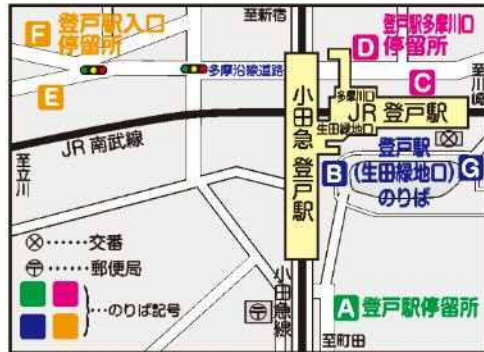 F 登戸駅入口
停留所
至新宿
D 登戸駅多摩川口
停留所
多摩沿線道路
E
C
至川崎
多摩川口
JR 登戸駅
小田急 登戸駅
生田緑地口
JR 南武線
至立川
登戸駅
(生田緑地口)
のりば
B
G
……交番
〒……郵便局
…のりば記号
小田急線
〒
A 登戸駅停留所
至町田